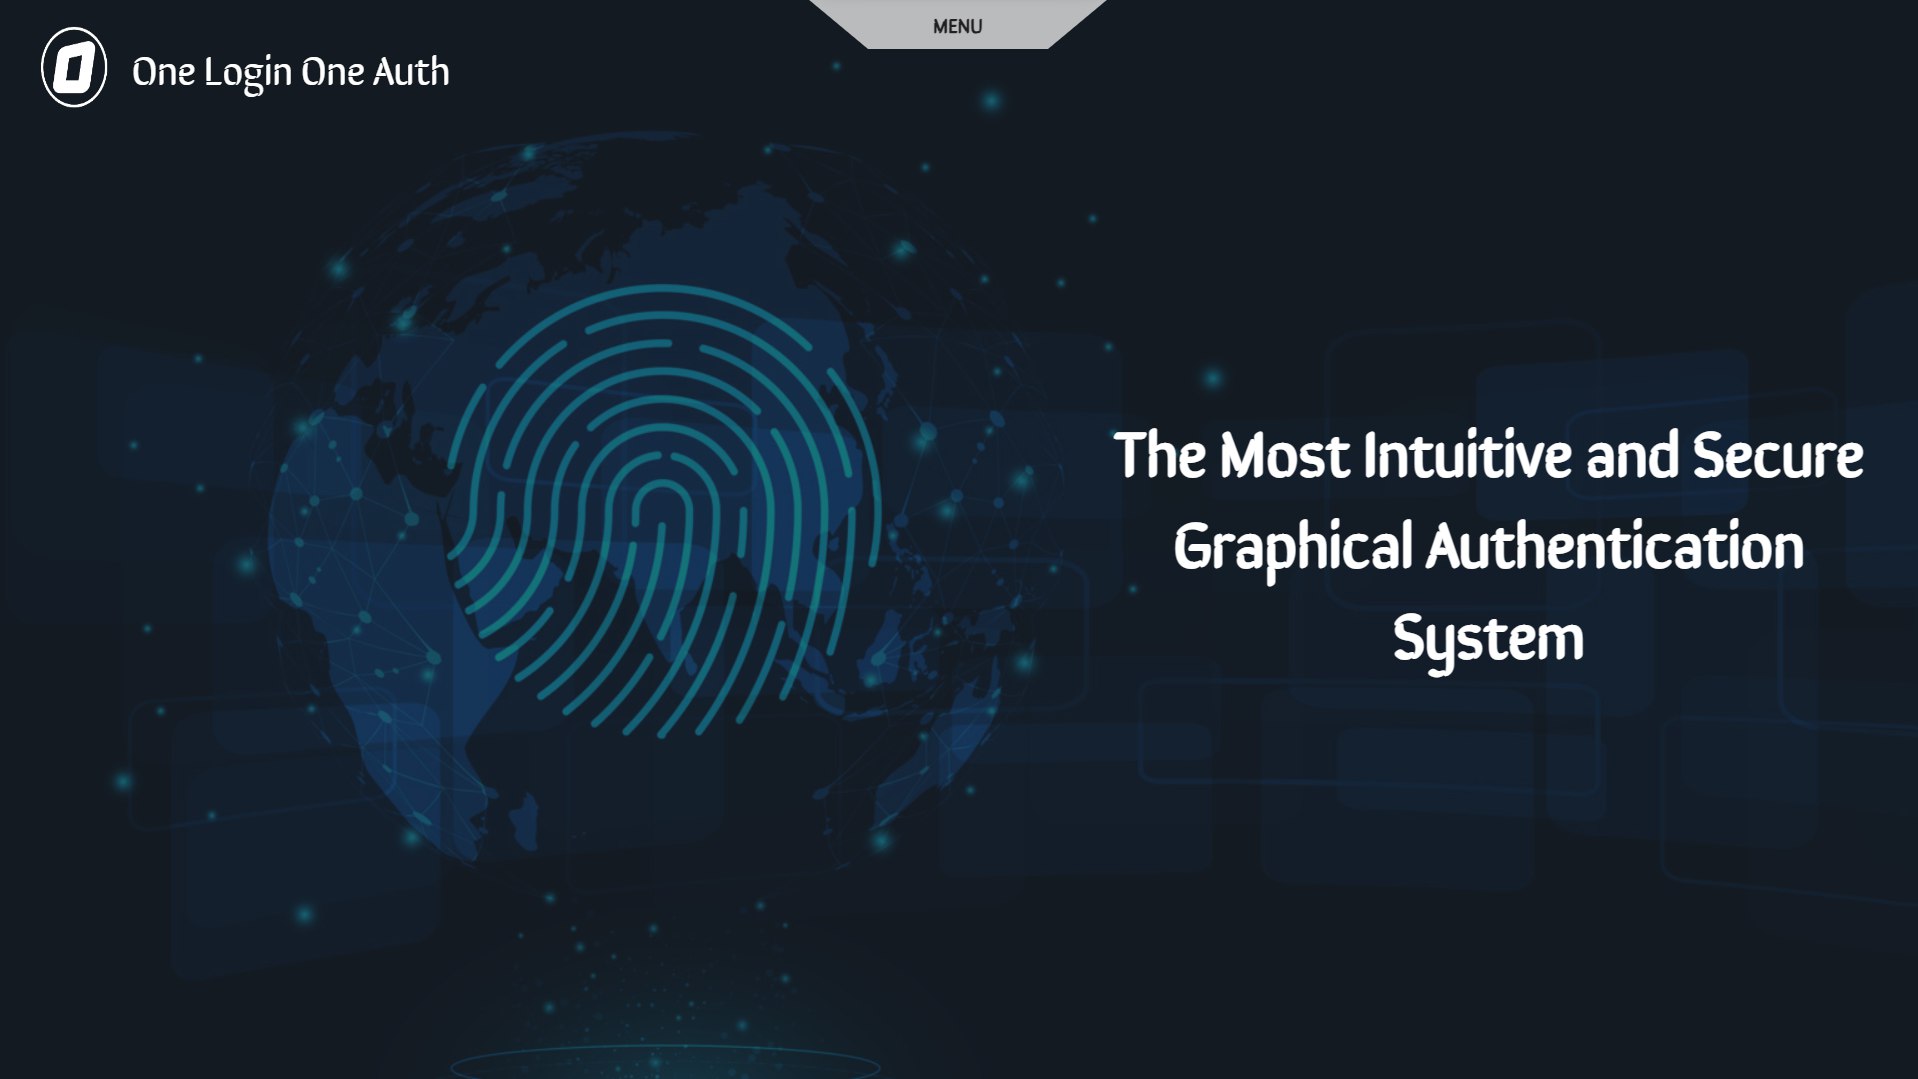 MENU
One Login One Auth
The Most Intuitive and Secure
Graphical Authentication
System